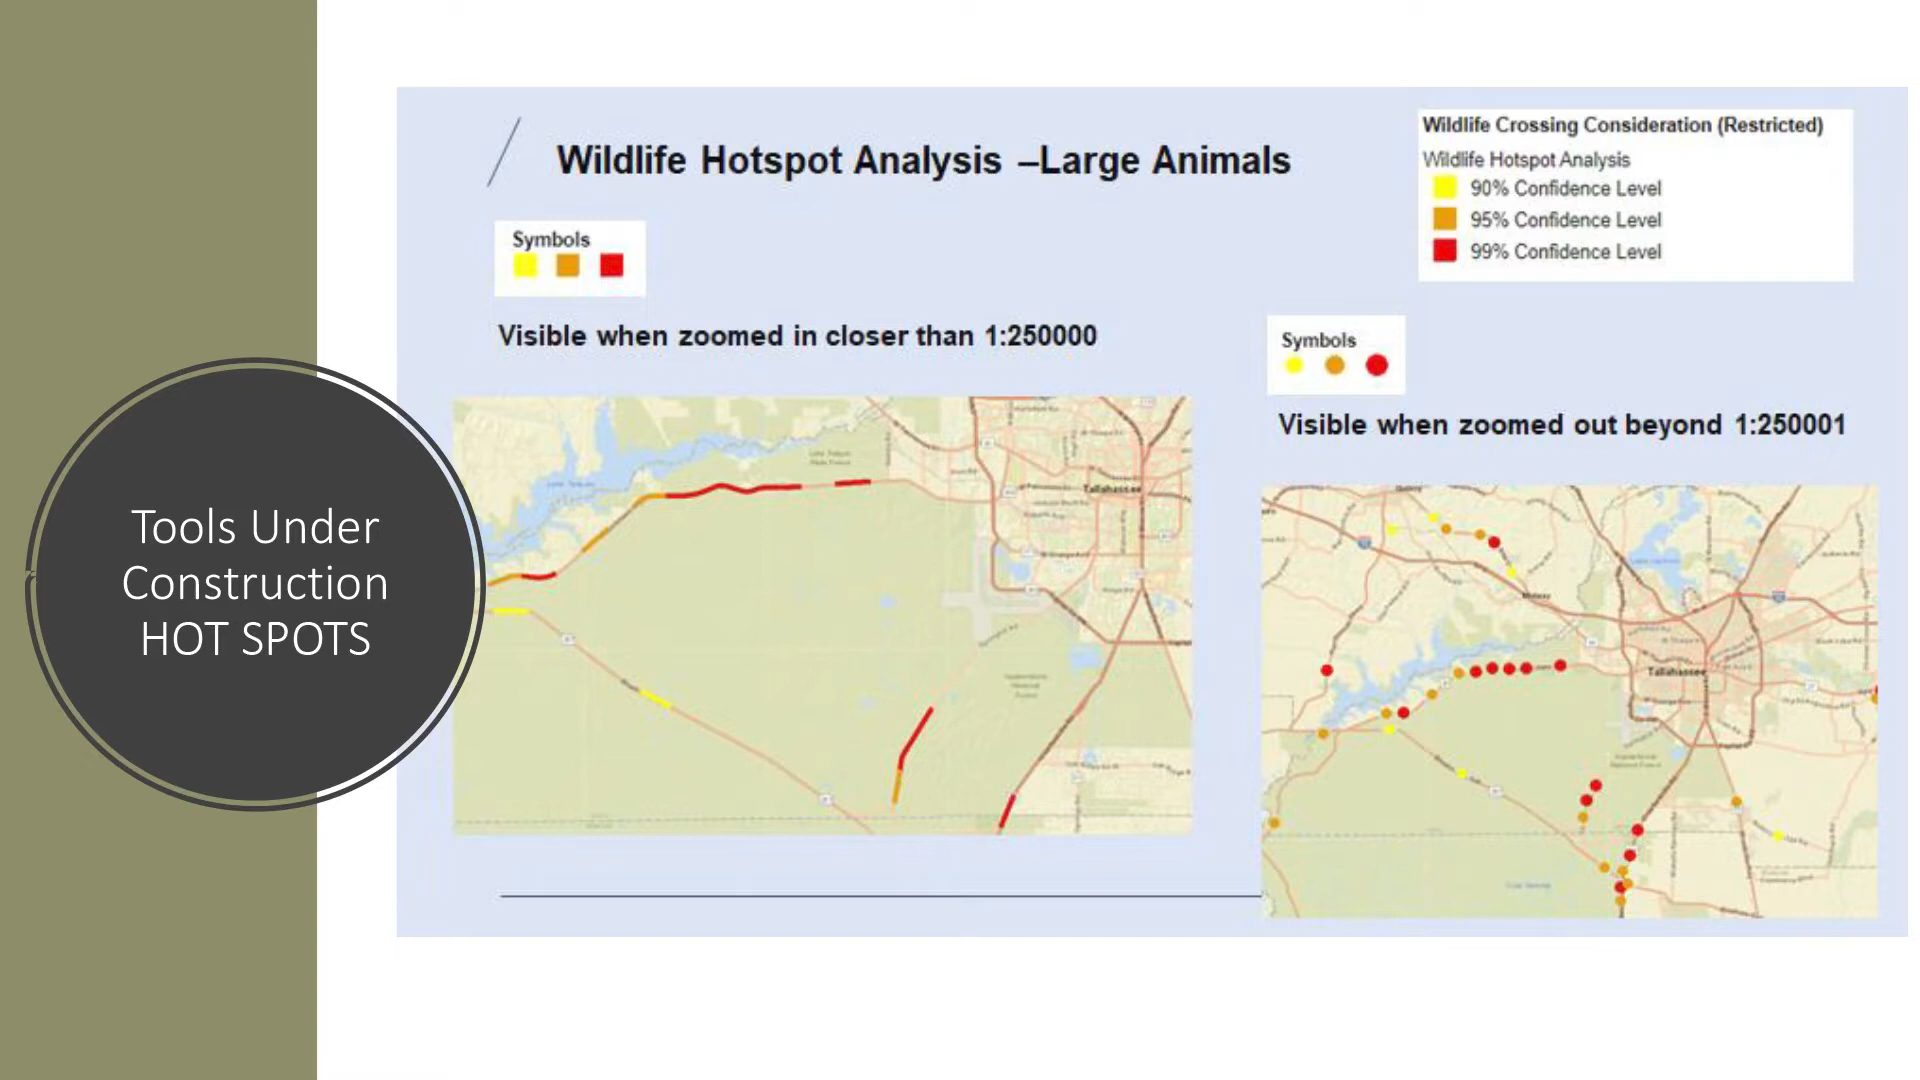 Tools Under
Construction
HOT SPOTS
Wildlife Hotspot Analysis –Large Animals
Wildlife Crossing Consideration (Restricted)
Wildlife Hotspot Analysis
90% Confidence Level
95% Confidence Level
99% Confidence Level
Symbols
Visible when zoomed in closer than 1:250000
Symbols
Visible when zoomed out beyond 1:250001
Tallahassee
Midway
Tallahassee